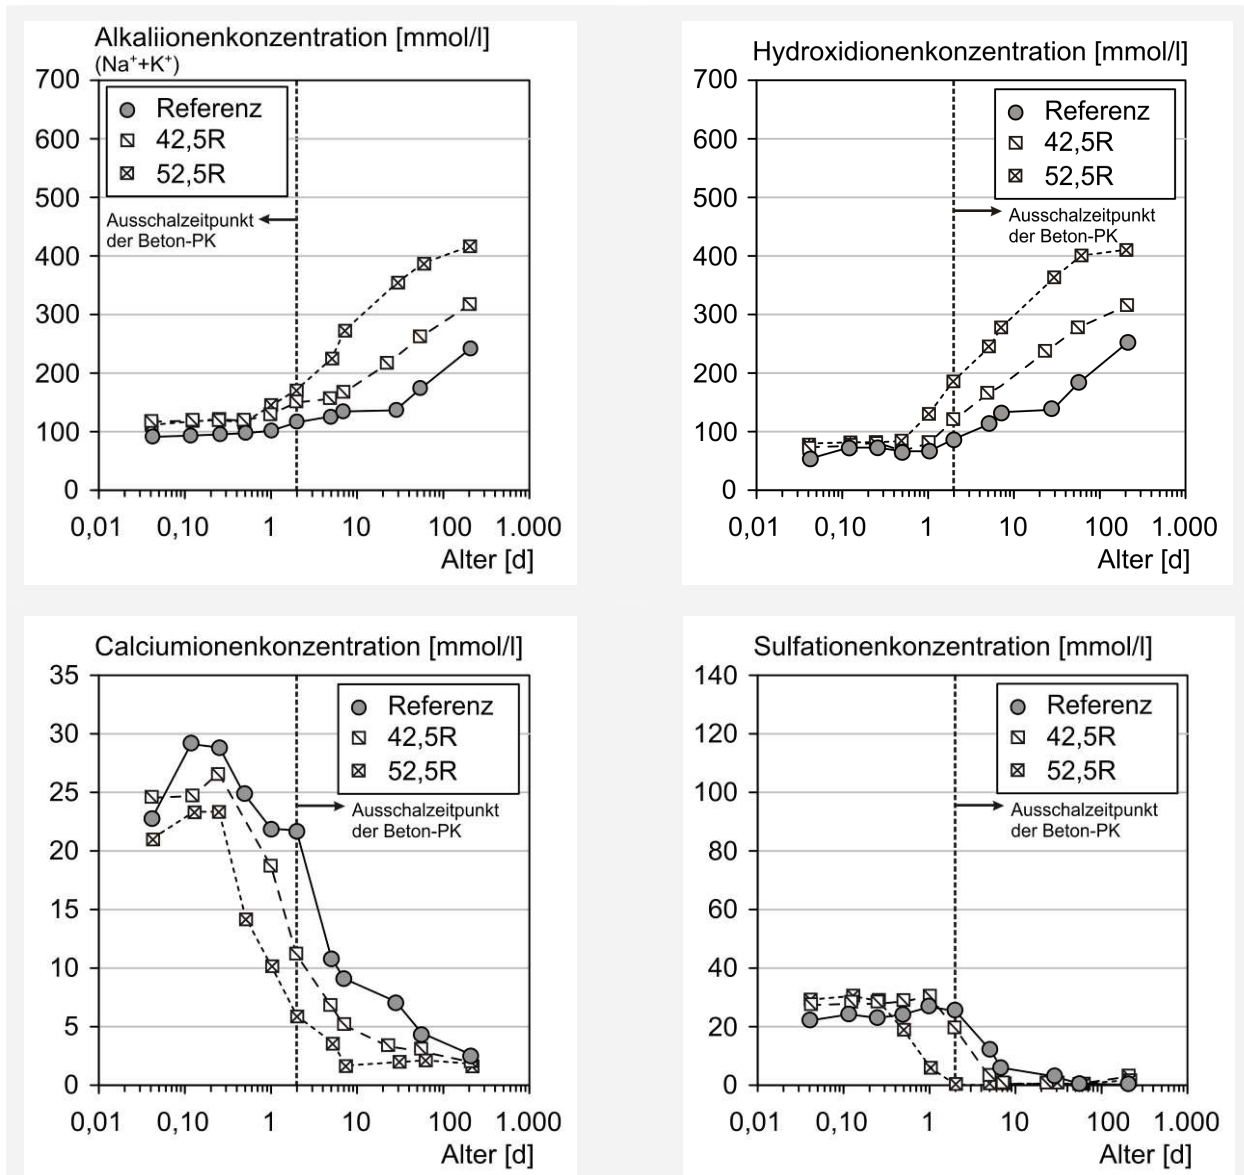 Alkaliionenkonzentration [mmol/l]
(Na⁺+K⁺)
700
600
500
400
300
200
100
0
Referenz
42,5R
52,5R
Ausschalzeitpunkt
der Beton-PK
0,01 0,10 1 10 100 1.000
Alter [d]
Hydroxidionenkonzentration [mmol/l]
700
600
500
400
300
200
100
0
Referenz
42,5R
52,5R
Ausschalzeitpunkt
der Beton-PK
0,01 0,10 1 10 100 1.000
Alter [d]
Calciumionenkonzentration [mmol/l]
35
30
25
20
15
10
5
0
Referenz
42,5R
52,5R
Ausschalzeitpunkt
der Beton-PK
0,01 0,10 1 10 100 1.000
Alter [d]
Sulfationenkonzentration [mmol/l]
140
120
100
80
60
40
20
0
Referenz
42,5R
52,5R
Ausschalzeitpunkt
der Beton-PK
0,01 0,10 1 10 100 1.000
Alter [d]